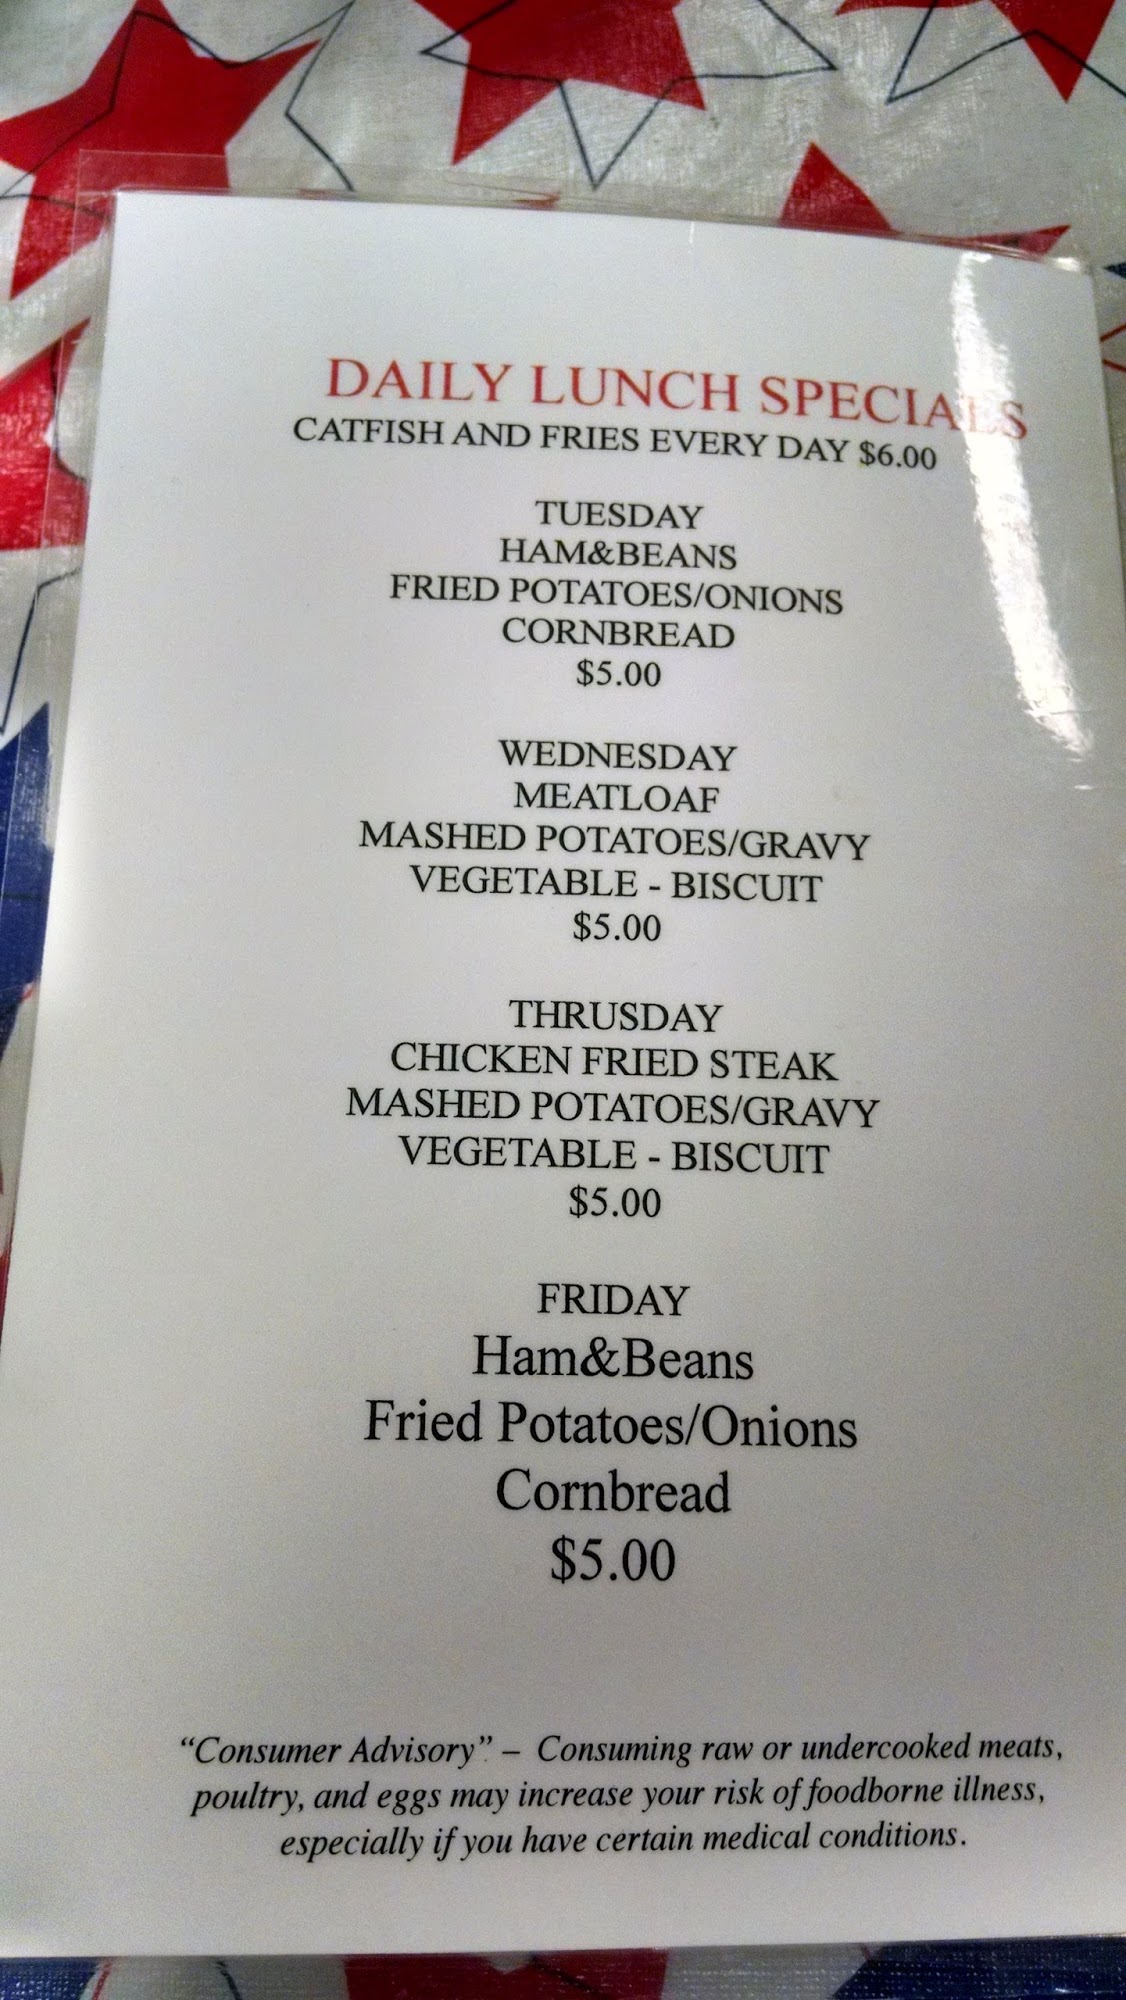 DAILY LUNCH SPECIALS
CATFISH AND FRIES EVERY DAY $6.00
TUESDAY
HAM&BEANS
FRIED POTATOES/ONIONS
CORNBREAD
$5.00
WEDNESDAY
MEATLOAF
MASHED POTATOES/GRAVY
VEGETABLE - BISCUIT
$5.00
THRUSDAY
CHICKEN FRIED STEAK
MASHED POTATOES/GRAVY
VEGETABLE - BISCUIT
$5.00
FRIDAY
Ham&Beans
Fried Potatoes/Onions
Cornbread
$5.00
“Consumer Advisory” – Consuming raw or undercooked meats,
poultry, and eggs may increase your risk of foodborne illness,
especially if you have certain medical conditions.